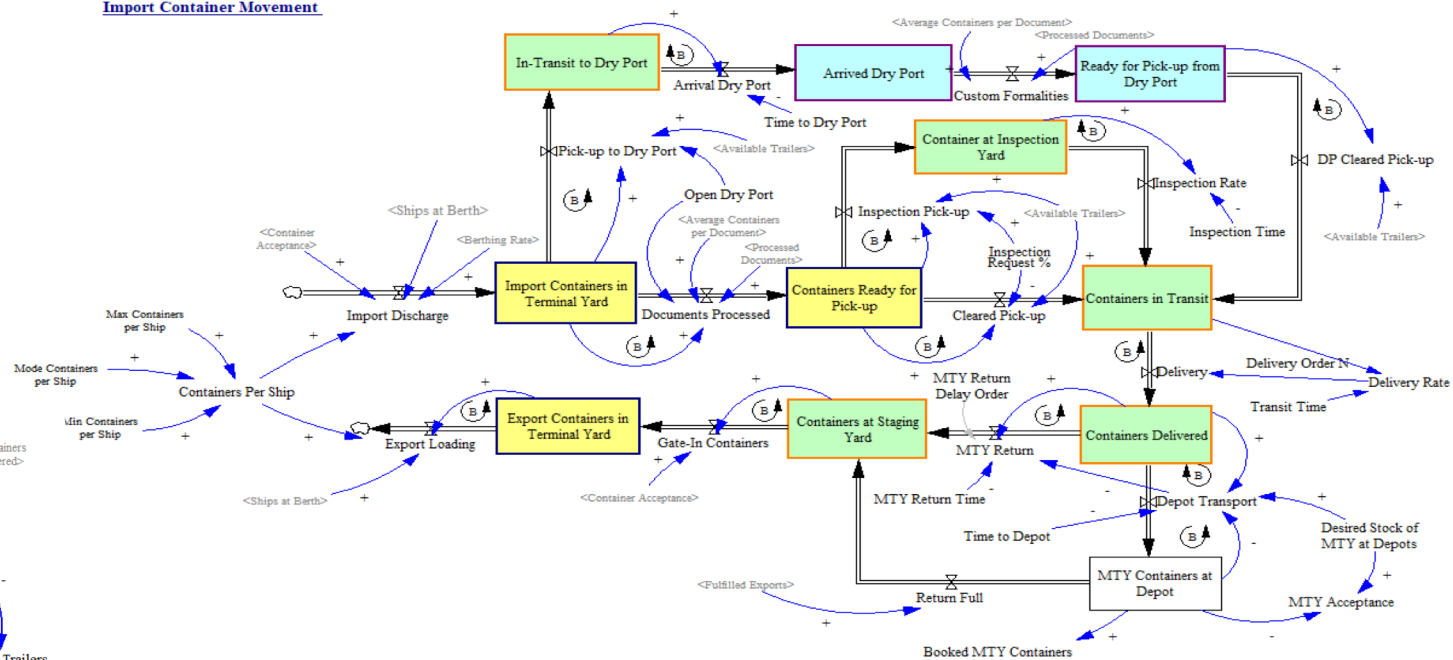 Import Container Movement
In-Transit to Dry Port
Arrival Dry Port
Time to Dry Port
Arrived Dry Port
<Average Containers per Document>
<Processed Documents>
Custom Formalities
Ready for Pick-up from
Dry Port
DP Cleared Pick-up
<Available Trailers>
Pick-up to Dry Port
<Available Trailers>
Open Dry Port
<Average Containers
per Document>
<Processed
Documents>
Container at Inspection
Yard
Inspection Rate
Inspection Time
Inspection Pick-up
<Available Trailers>
Inspection
Request %
<Ships at Berth>
<Container
Acceptance>
<Berthing Rate>
Import Discharge
Import Containers in
Terminal Yard
Documents Processed
Containers Ready for
Pick-up
Cleared Pick-up
Containers in Transit
Max Containers
per Ship
Mode Containers
per Ship
Min Containers
per Ship
Containers Per Ship
Delivery
Delivery Order N
Delivery Rate
Transit Time
Export Loading
<Ships at Berth>
Export Containers in
Terminal Yard
Gate-In Containers
<Container Acceptance>
Containers at Staging
Yard
MTY Return
Delay Order
MTY Return
MTY Return Time
Containers Delivered
Depot Transport
Time to Depot
Desired Stock of
MTY at Depots
MTY Containers at
Depot
MTY Acceptance
<Fulfilled Exports>
Return Full
Booked MTY Containers
Trailers
B
B
B
B
B
B
B
B
B
B
B
B
B
B